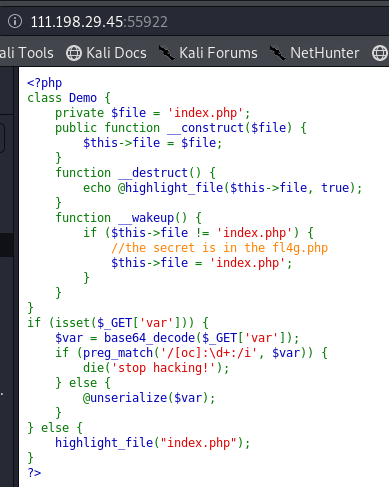 111.198.29.45:55922
ali Tools Kali Docs Kali Forums NetHunter
<?php
class Demo {
    private $file = 'index.php';
    public function __construct($file) {
        $this->file = $file;
    }
    function __destruct() {
        echo @highlight_file($this->file, true);
    }
    function __wakeup() {
        if ($this->file != 'index.php') {
            //the secret is in the fl4g.php
            $this->file = 'index.php';
        }
    }
}
if (isset($_GET['var'])) {
    $var = base64_decode($_GET['var']);
    if (preg_match('/[oc]:\d+:/i', $var)) {
        die('stop hacking!');
    } else {
        @unserialize($var);
    }
} else {
    highlight_file("index.php");
}
?>